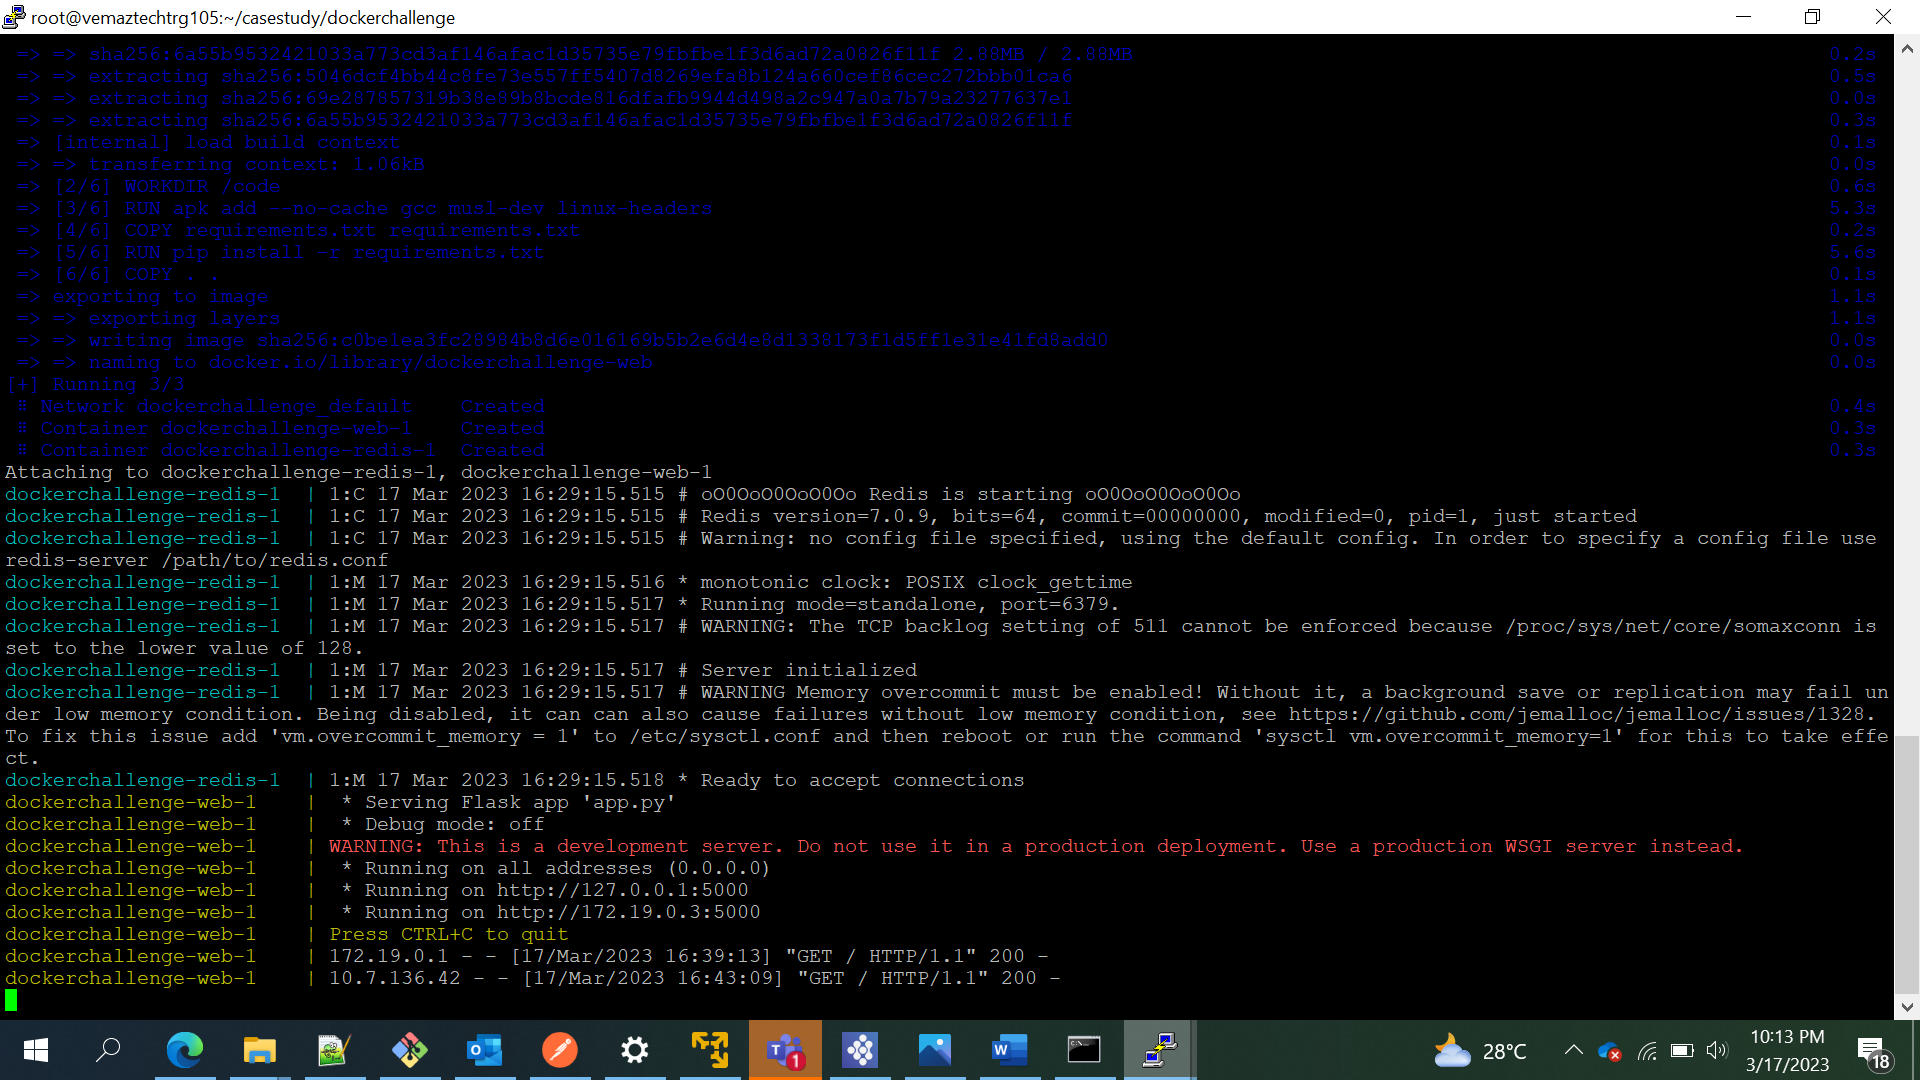 root@vemaztechtrg105:~/casestudy/dockerchallenge
=> => sha256:6a55b9532421033a773cd3af146afac1d35735e79fbfbe1f3d6ad72a0826f11f 2.88MB / 2.88MB 0.2s
=> => extracting sha256:5046dcf4bb44c8fe73e557ff5407d8269efa8b124a660cef86cec272bbb01ca6 0.5s
=> => extracting sha256:69e287857319b38e89b8bcde816dfafb9944d498a2c947a0a7b79a23277637e1 0.0s
=> => extracting sha256:6a55b9532421033a773cd3af146afac1d35735e79fbfbe1f3d6ad72a0826f11f 0.3s
=> [internal] load build context 0.1s
=> => transferring context: 1.06kB 0.0s
=> [2/6] WORKDIR /code 0.6s
=> [3/6] RUN apk add --no-cache gcc musl-dev linux-headers 5.3s
=> [4/6] COPY requirements.txt requirements.txt 0.2s
=> [5/6] RUN pip install -r requirements.txt 5.6s
=> [6/6] COPY . . 0.1s
=> exporting to image 1.1s
=> => exporting layers 1.1s
=> => writing image sha256:c0be1ea3fc28984b8d6e016169b5b2e6d4e8d1338173f1d5ff1e31e41fd8add0 0.0s
=> => naming to docker.io/library/dockerchallenge-web 0.0s
[+] Running 3/3
⠿ Network dockerchallenge_default Created 0.4s
⠿ Container dockerchallenge-web-1 Created 0.3s
⠿ Container dockerchallenge-redis-1 Created 0.3s
Attaching to dockerchallenge-redis-1, dockerchallenge-web-1
dockerchallenge-redis-1 | 1:C 17 Mar 2023 16:29:15.515 # oO0OoO0OoO0Oo Redis is starting oO0OoO0OoO0Oo
dockerchallenge-redis-1 | 1:C 17 Mar 2023 16:29:15.515 # Redis version=7.0.9, bits=64, commit=00000000, modified=0, pid=1, just started
dockerchallenge-redis-1 | 1:C 17 Mar 2023 16:29:15.515 # Warning: no config file specified, using the default config. In order to specify a config file use
redis-server /path/to/redis.conf
dockerchallenge-redis-1 | 1:M 17 Mar 2023 16:29:15.516 * monotonic clock: POSIX clock_gettime
dockerchallenge-redis-1 | 1:M 17 Mar 2023 16:29:15.517 * Running mode=standalone, port=6379.
dockerchallenge-redis-1 | 1:M 17 Mar 2023 16:29:15.517 # WARNING: The TCP backlog setting of 511 cannot be enforced because /proc/sys/net/core/somaxconn is
set to the lower value of 128.
dockerchallenge-redis-1 | 1:M 17 Mar 2023 16:29:15.517 # Server initialized
dockerchallenge-redis-1 | 1:M 17 Mar 2023 16:29:15.517 # WARNING Memory overcommit must be enabled! Without it, a background save or replication may fail un
der low memory condition. Being disabled, it can can also cause failures without low memory condition, see https://github.com/jemalloc/jemalloc/issues/1328.
To fix this issue add 'vm.overcommit_memory = 1' to /etc/sysctl.conf and then reboot or run the command 'sysctl vm.overcommit_memory=1' for this to take effe
ct.
dockerchallenge-redis-1 | 1:M 17 Mar 2023 16:29:15.518 * Ready to accept connections
dockerchallenge-web-1 | * Serving Flask app 'app.py'
dockerchallenge-web-1 | * Debug mode: off
dockerchallenge-web-1 | WARNING: This is a development server. Do not use it in a production deployment. Use a production WSGI server instead.
dockerchallenge-web-1 | * Running on all addresses (0.0.0.0)
dockerchallenge-web-1 | * Running on http://127.0.0.1:5000
dockerchallenge-web-1 | * Running on http://172.19.0.3:5000
dockerchallenge-web-1 | Press CTRL+C to quit
dockerchallenge-web-1 | 172.19.0.1 - - [17/Mar/2023 16:39:13] "GET / HTTP/1.1" 200 -
dockerchallenge-web-1 | 10.7.136.42 - - [17/Mar/2023 16:43:09] "GET / HTTP/1.1" 200 -
28°C
10:13 PM
3/17/2023
18